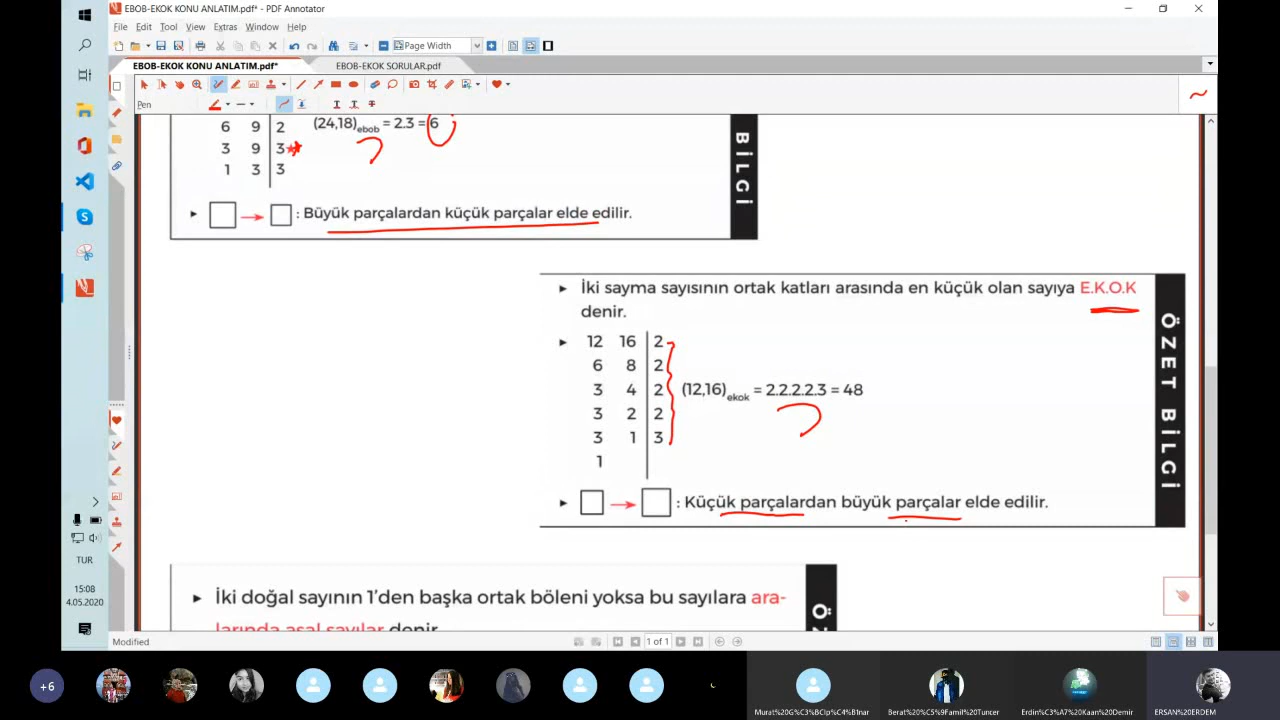 EBOB-EKOK KONU ANLATIM.pdf* - PDF Annotator
File Edit Tool View Extras Window Help
Page Width
EBOB-EKOK KONU ANLATIM.pdf*
EBOB-EKOK SORULAR.pdf
Pen
6 9 2
(24,18)ebob = 2.3 = 6
3 9 3
1 3 3
: Büyük parçalardan küçük parçalar elde edilir.
BİLGİ
İki sayma sayısının ortak katları arasında en küçük olan sayıya E.K.O.K
denir.
12 16 2
6 8 2
3 4 2
(12,16)ekok = 2.2.2.2.3 = 48
3 2 2
3 1 3
1
: Küçük parçalardan büyük parçalar elde edilir.
ÖZET BİLGİ
İki doğal sayının 1'den başka ortak böleni yoksa bu sayılara ara-
larında asal sayılar denir.
Ö
TUR
15:08
4.05.2020
Modified
1 of 1
+6
Murat%20G%C3%BClp%C4%B1nar
Berat%20%C5%9Famil%20Tuncer
Erdin%C3%A7%20Kaan%20Demir
ERSAN%20ERDEM